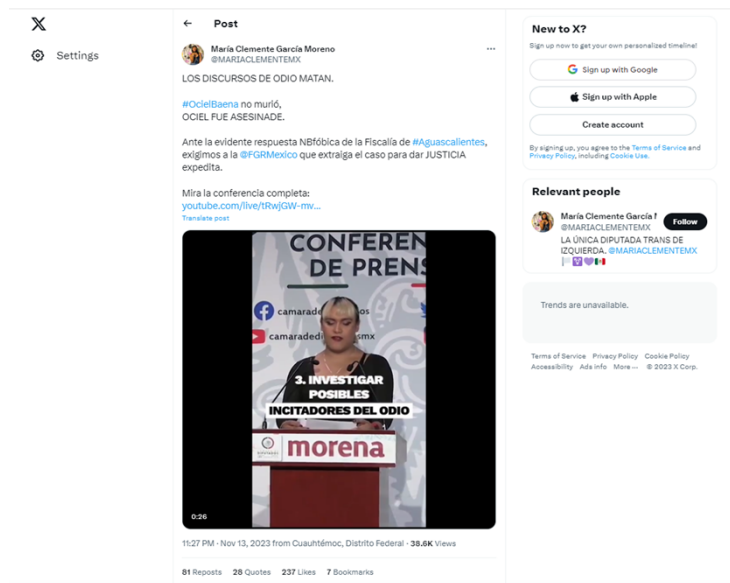 Settings
Post
María Clemente García Moreno
@MARIACLEMENTEMX
LOS DISCURSOS DE ODIO MATAN.
#OcielBaena no murió,
OCIEL FUE ASESINADE.
Ante la evidente respuesta NBfóbica de la Fiscalía de #Aguascalientes,
exigimos a la @FGRMexico que extraiga el caso para dar JUSTICIA
expedita.
Mira la conferencia completa:
youtube.com/live/tRwjGW-mv...
Translate post
CONFEREN
DE PRENS
camarade
os
camaradedi
smx
3. INVESTIGAR
POSIBLES
INCITADORES DEL ODIO
morena
0:26
11:27 PM · Nov 13, 2023 from Cuauhtémoc, Distrito Federal · 38.6K Views
81 Reposts 28 Quotes 237 Likes 7 Bookmarks
New to X?
Sign up now to get your own personalized timeline!
Sign up with Google
Sign up with Apple
Create account
By signing up, you agree to the Terms of Service and
Privacy Policy, including Cookie Use.
Relevant people
María Clemente García M
@MARIACLEMENTEMX
Follow
LA ÚNICA DIPUTADA TRANS DE
IZQUIERDA. @MARIACLEMENTEMX
Trends are unavailable.
Terms of Service Privacy Policy Cookie Policy
Accessibility Ads info More ... © 2023 X Corp.